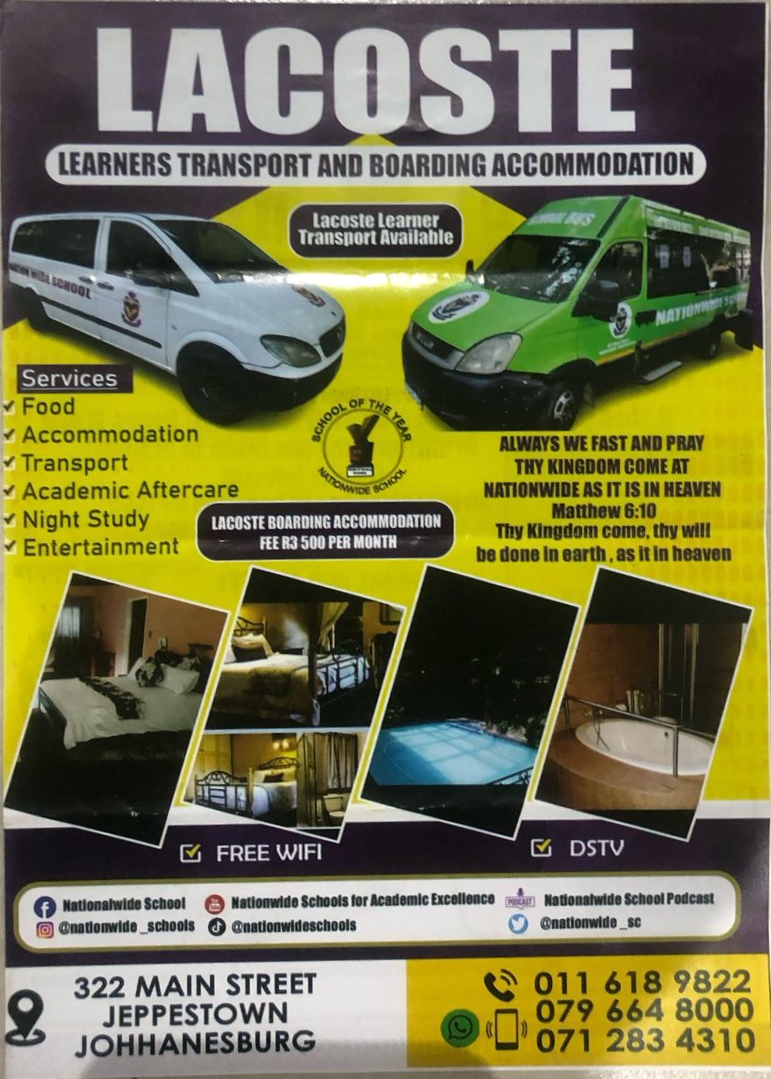 LACOSTE
LEARNERS TRANSPORT AND BOARDING ACCOMMODATION
Lacoste Learner
Transport Available
NATION WIDE SCHOOL
SCHOOL BUS
IVECO
NATIONWIDE
Services
Food
Accommodation
Transport
Academic Aftercare
Night Study
Entertainment
SCHOOL OF THE YEAR
NATIONWIDE SCHOOL
LACOSTE BOARDING ACCOMMODATION
FEE R3 500 PER MONTH
ALWAYS WE FAST AND PRAY
THY KINGDOM COME AT
NATIONWIDE AS IT IS IN HEAVEN
Matthew 6:10
Thy Kingdom come, thy will
be done in earth , as it in heaven
FREE WIFI
DSTV
Nationalwide School
You Tube Nationwide Schools for Academic Excellence
PODCAST Nationalwide School Podcast
@nationwide _schools
@nationwideschools
@nationwide _sc
322 MAIN STREET
JEPPESTOWN
JOHHANESBURG
011 618 9822
079 664 8000
071 283 4310